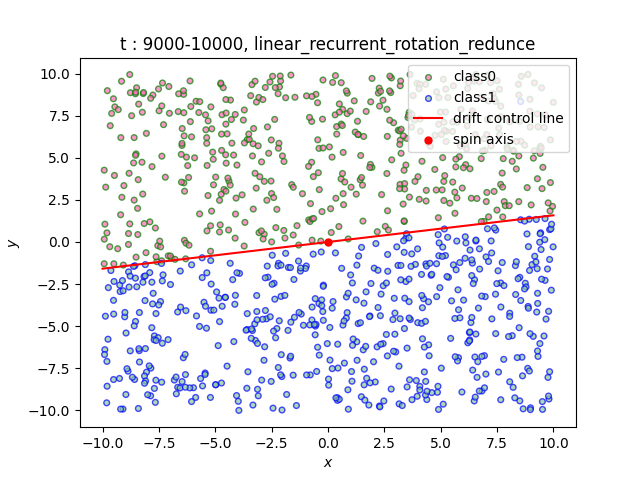 t : 9000-10000, linear_recurrent_rotation_redunce
class0
class1
drift control line
spin axis
10.0
7.5
5.0
2.5
0.0
−2.5
−5.0
−7.5
−10.0
y
−10.0 −7.5 −5.0 −2.5 0.0 2.5 5.0 7.5 10.0
x